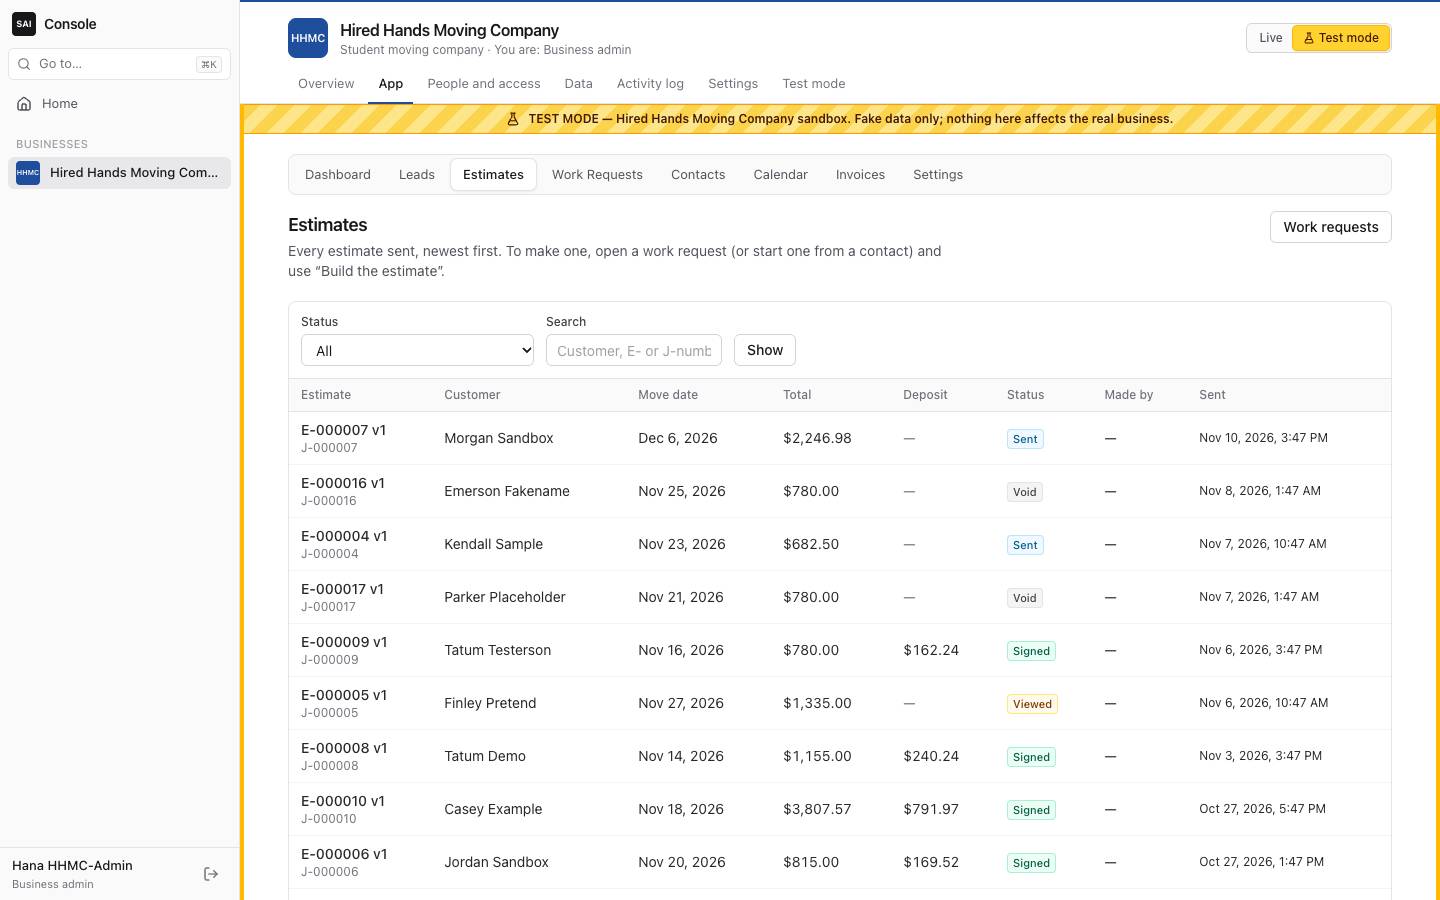 SAI Console
Go to... ⌘K
Home
BUSINESSES
HHMC Hired Hands Moving Com...
Hana HHMC-Admin
Business admin
HHMC
Hired Hands Moving Company
Student moving company · You are: Business admin
Live Test mode
Overview App People and access Data Activity log Settings Test mode
TEST MODE — Hired Hands Moving Company sandbox. Fake data only; nothing here affects the real business.
Dashboard Leads Estimates Work Requests Contacts Calendar Invoices Settings
Estimates
Work requests
Every estimate sent, newest first. To make one, open a work request (or start one from a contact) and
use “Build the estimate”.
Status Search
All Customer, E- or J-numb Show
Estimate Customer Move date Total Deposit Status Made by Sent
E-000007 v1 Morgan Sandbox Dec 6, 2026 $2,246.98 — Sent — Nov 10, 2026, 3:47 PM
J-000007
E-000016 v1 Emerson Fakename Nov 25, 2026 $780.00 — Void — Nov 8, 2026, 1:47 AM
J-000016
E-000004 v1 Kendall Sample Nov 23, 2026 $682.50 — Sent — Nov 7, 2026, 10:47 AM
J-000004
E-000017 v1 Parker Placeholder Nov 21, 2026 $780.00 — Void — Nov 7, 2026, 1:47 AM
J-000017
E-000009 v1 Tatum Testerson Nov 16, 2026 $780.00 $162.24 Signed — Nov 6, 2026, 3:47 PM
J-000009
E-000005 v1 Finley Pretend Nov 27, 2026 $1,335.00 — Viewed — Nov 6, 2026, 10:47 AM
J-000005
E-000008 v1 Tatum Demo Nov 14, 2026 $1,155.00 $240.24 Signed — Nov 3, 2026, 3:47 PM
J-000008
E-000010 v1 Casey Example Nov 18, 2026 $3,807.57 $791.97 Signed — Oct 27, 2026, 5:47 PM
J-000010
E-000006 v1 Jordan Sandbox Nov 20, 2026 $815.00 $169.52 Signed — Oct 27, 2026, 1:47 PM
J-000006